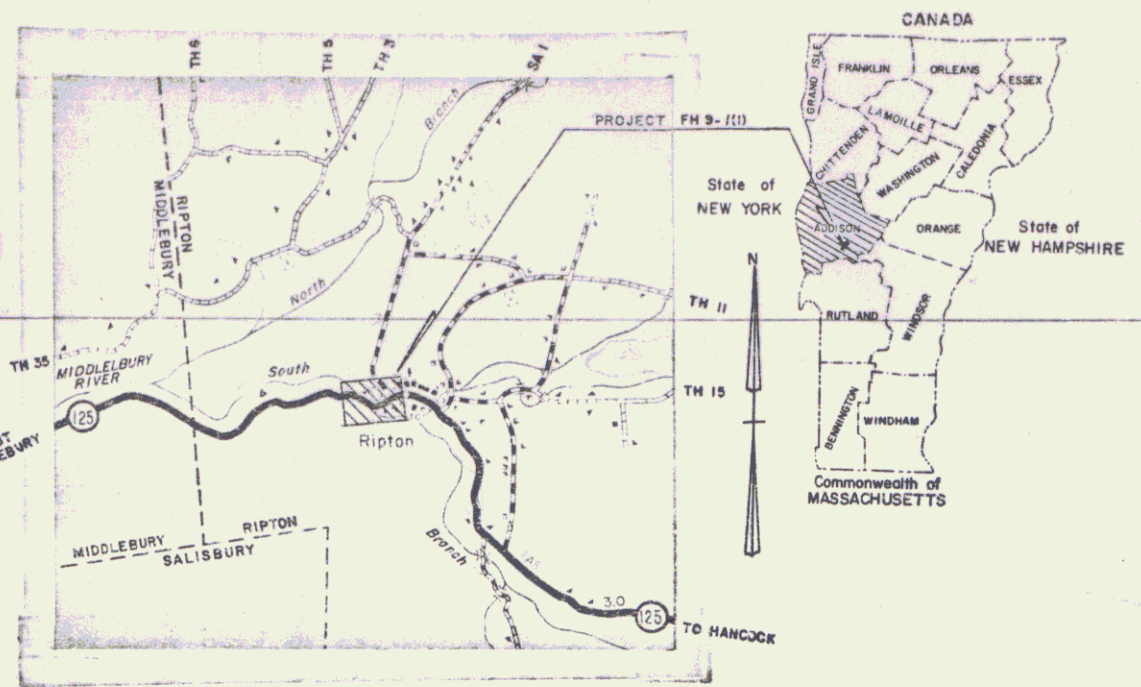 CANADA
TH 6
TH 5
TH 3
SA 1
GRAND ISLE
FRANKLIN
ORLEANS
ESSEX
LAMOILLE
CHITTENDEN
WASHINGTON
CALEDONIA
Branch
PROJECT FH 9-1(1)
State of
NEW YORK
ADDISON
ORANGE
State of
NEW HAMPSHIRE
MIDDLEBURY
RIPTON
North
N
TH 11
RUTLAND
WINDSOR
TH 35
MIDDLELBURY
RIVER
South
TH 15
125
Ripton
BENNINGTON
WINDHAM
Commonwealth of
MASSACHUSETTS
MIDDLEBURY
RIPTON
SALISBURY
Branch
3.0
125
TO HANCOCK